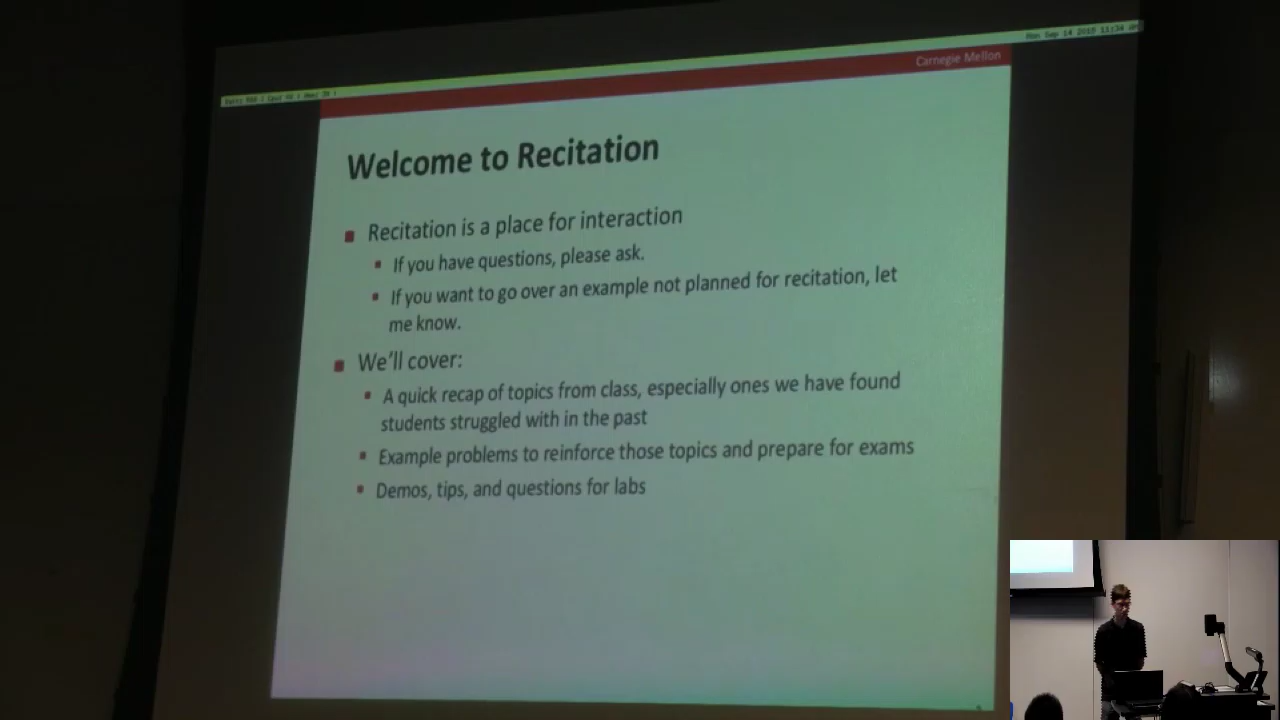 Carnegie Mellon
Welcome to Recitation
Recitation is a place for interaction
If you have questions, please ask.
If you want to go over an example not planned for recitation, let
me know.
We'll cover:
A quick recap of topics from class, especially ones we have found
students struggled with in the past
Example problems to reinforce those topics and prepare for exams
Demos, tips, and questions for labs